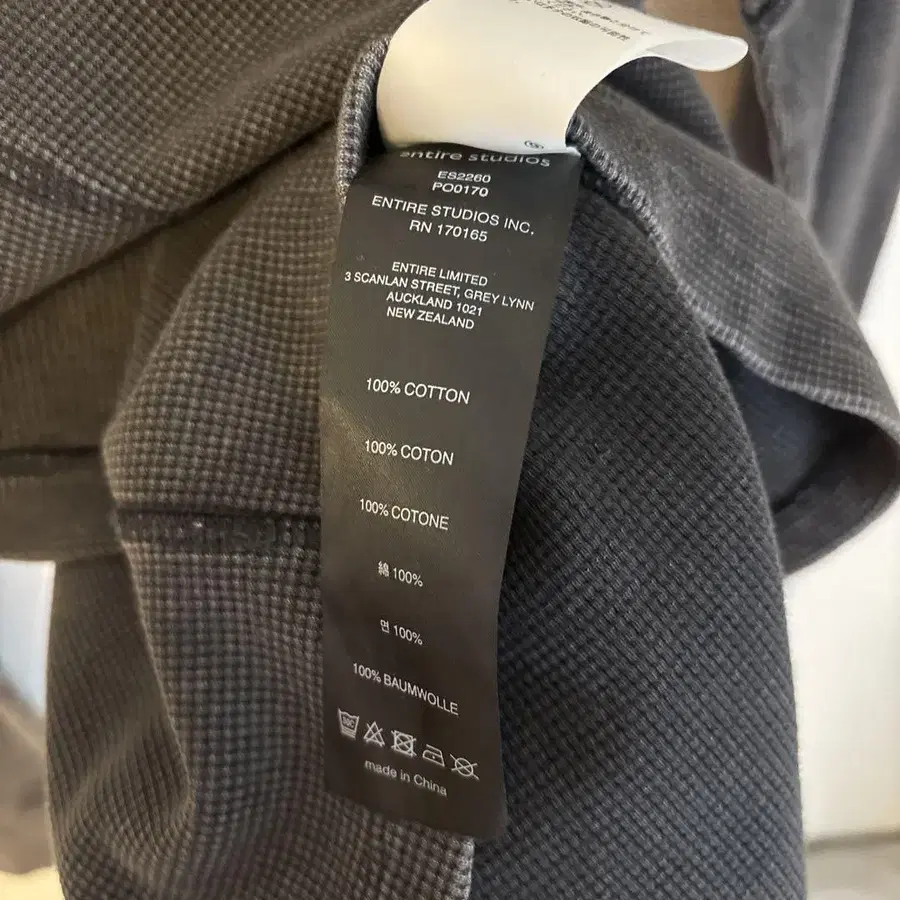 entire studios
ES2260
PO0170
ENTIRE STUDIOS INC.
RN 170165
ENTIRE LIMITED
3 SCANLAN STREET, GREY LYNN
AUCKLAND 1021
NEW ZEALAND
100% COTTON
100% COTON
100% COTONE
綿 100%
면 100%
100% BAUMWOLLE
made in China